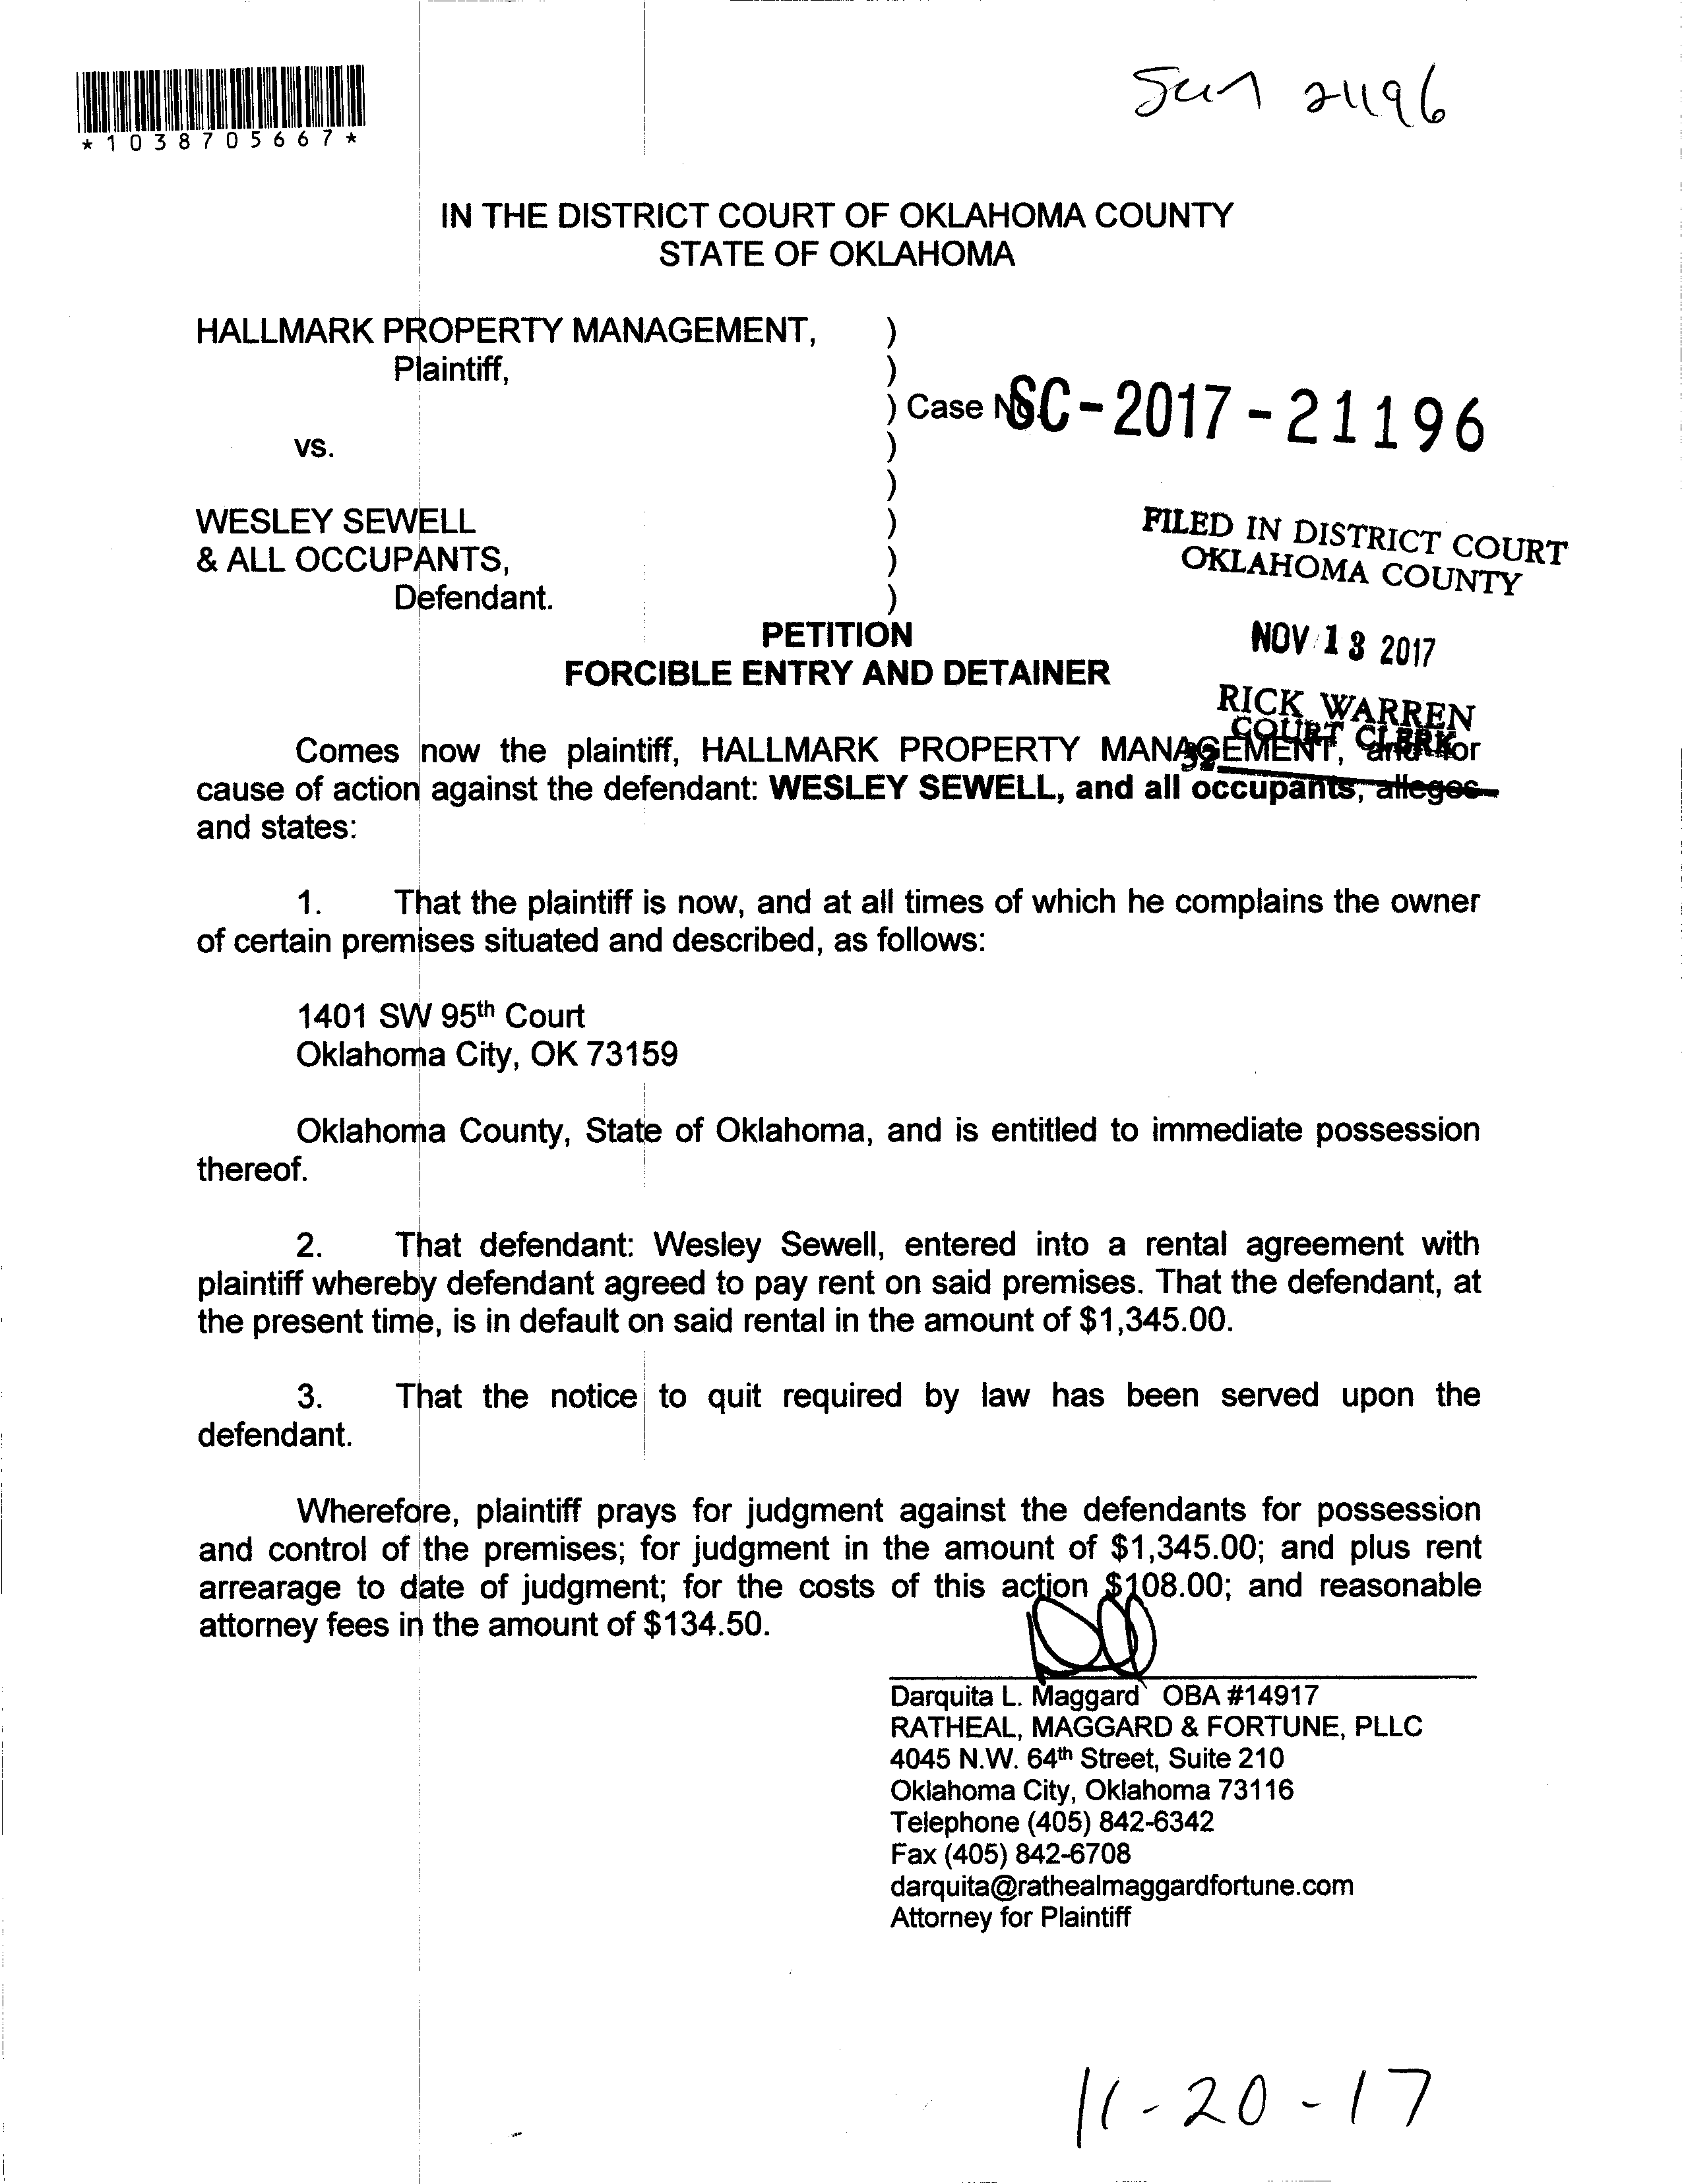 *1038705667*
21196
IN THE DISTRICT COURT OF OKLAHOMA COUNTY
STATE OF OKLAHOMA
HALLMARK PROPERTY MANAGEMENT, )
Plaintiff, )
) Case No. SC-2017-21196
vs. )
)
WESLEY SEWELL )
& ALL OCCUPANTS, )
Defendant. )
FILED IN DISTRICT COURT
OKLAHOMA COUNTY
NOV 13 2017
RICK WARREN
COURT CLERK
32
PETITION
FORCIBLE ENTRY AND DETAINER
Comes now the plaintiff, HALLMARK PROPERTY MANAGEMENT, and for
cause of action against the defendant: WESLEY SEWELL, and all occupants, alleges
and states:
1. That the plaintiff is now, and at all times of which he complains the owner
of certain premises situated and described, as follows:
1401 SW 95th Court
Oklahoma City, OK 73159
Oklahoma County, State of Oklahoma, and is entitled to immediate possession
thereof.
2. That defendant: Wesley Sewell, entered into a rental agreement with
plaintiff whereby defendant agreed to pay rent on said premises. That the defendant, at
the present time, is in default on said rental in the amount of $1,345.00.
3. That the notice to quit required by law has been served upon the
defendant.
Wherefore, plaintiff prays for judgment against the defendants for possession
and control of the premises; for judgment in the amount of $1,345.00; and plus rent
arrearage to date of judgment; for the costs of this action $108.00; and reasonable
attorney fees in the amount of $134.50.
Darquita L. Maggard OBA #14917
RATHEAL, MAGGARD & FORTUNE, PLLC
4045 N.W. 64th Street, Suite 210
Oklahoma City, Oklahoma 73116
Telephone (405) 842-6342
Fax (405) 842-6708
darquita@rathealmaggardfortune.com
Attorney for Plaintiff
11-20-17